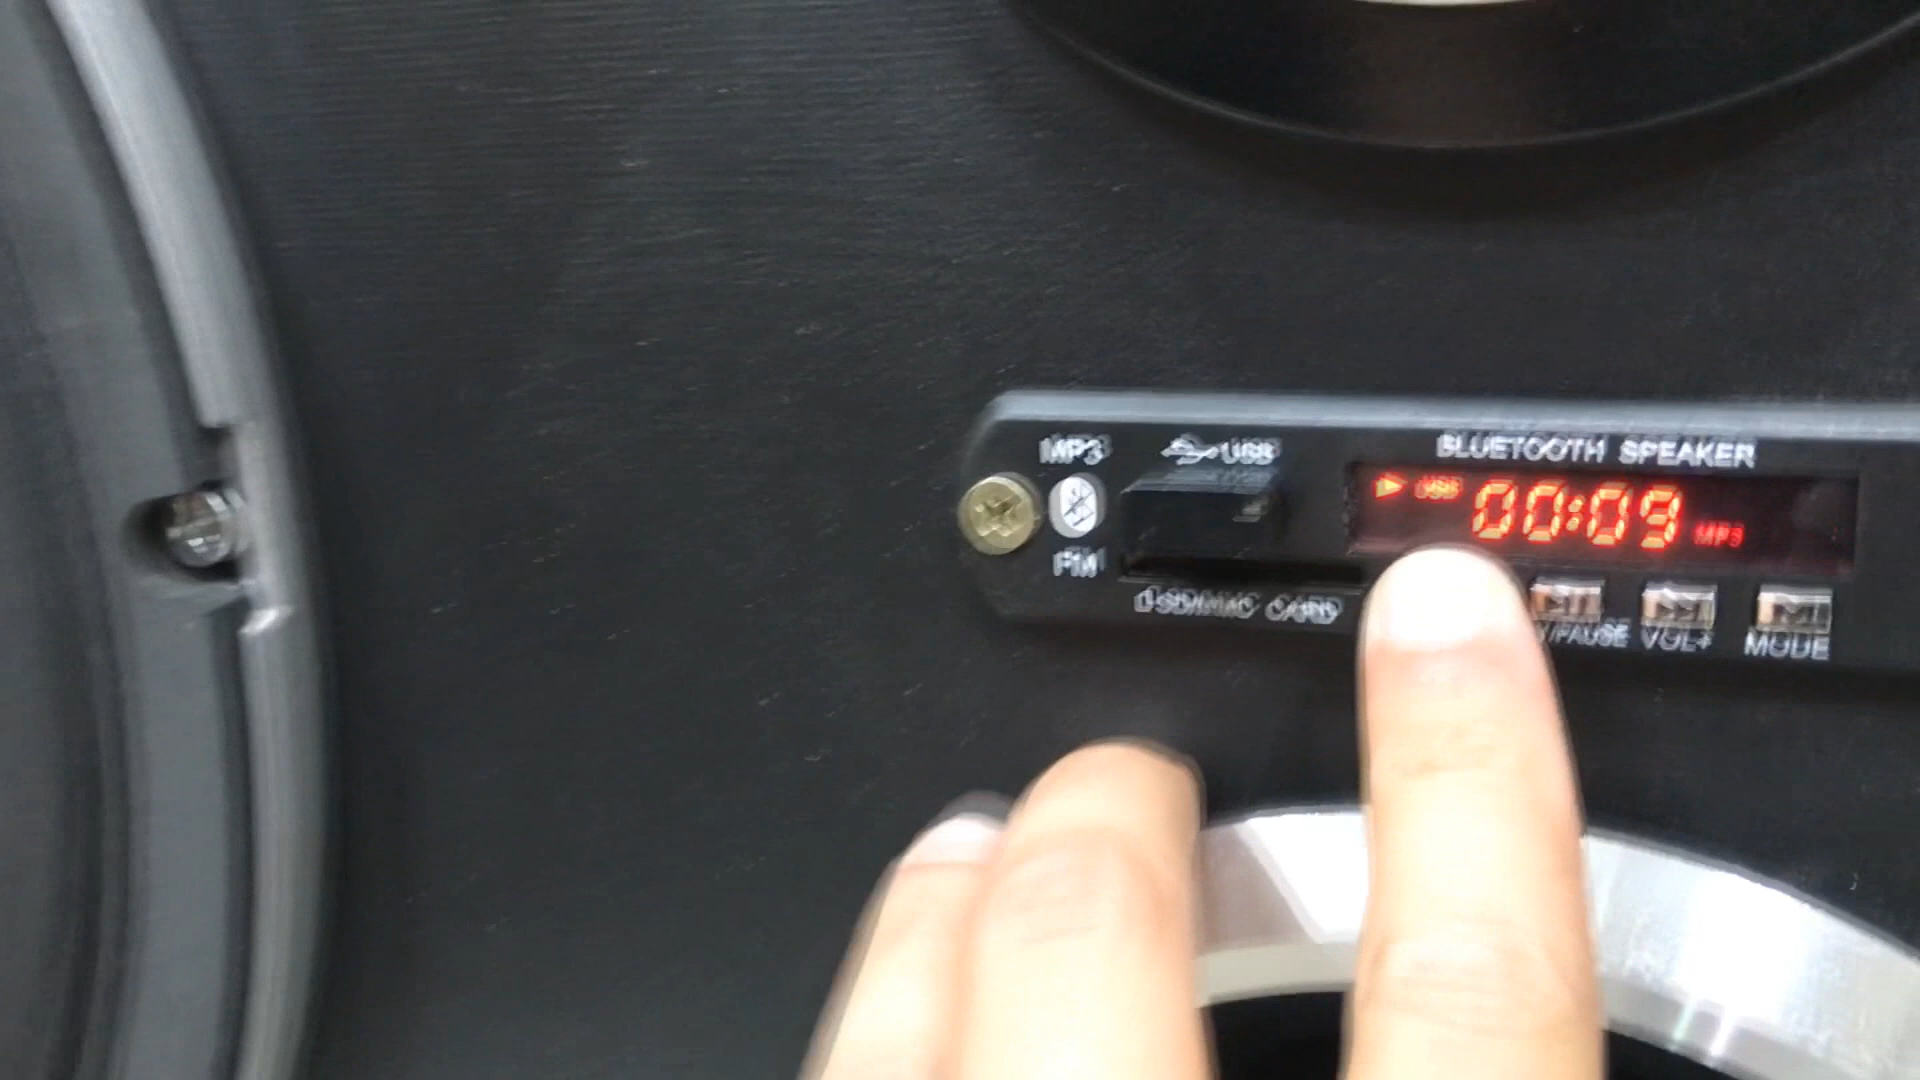 MP3 USB BLUETOOTH SPEAKER
USB 00:09 MP3
FM
SD/MMC CARD
/PAUSE VOL+ MODE